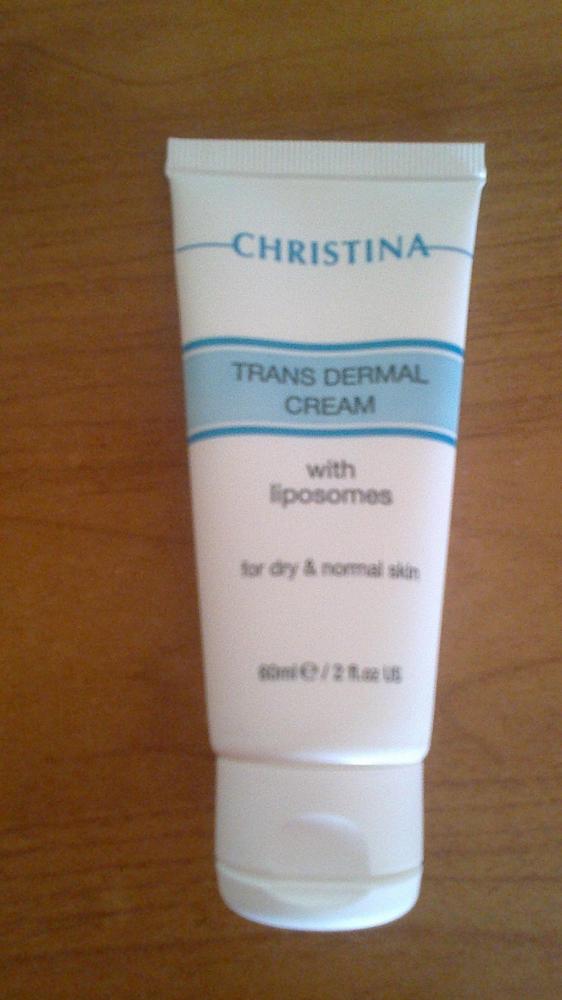 CHRISTINA
TRANS DERMAL
CREAM
with
liposomes
for dry & normal skin
60ml ℮ / 2 fl.oz US